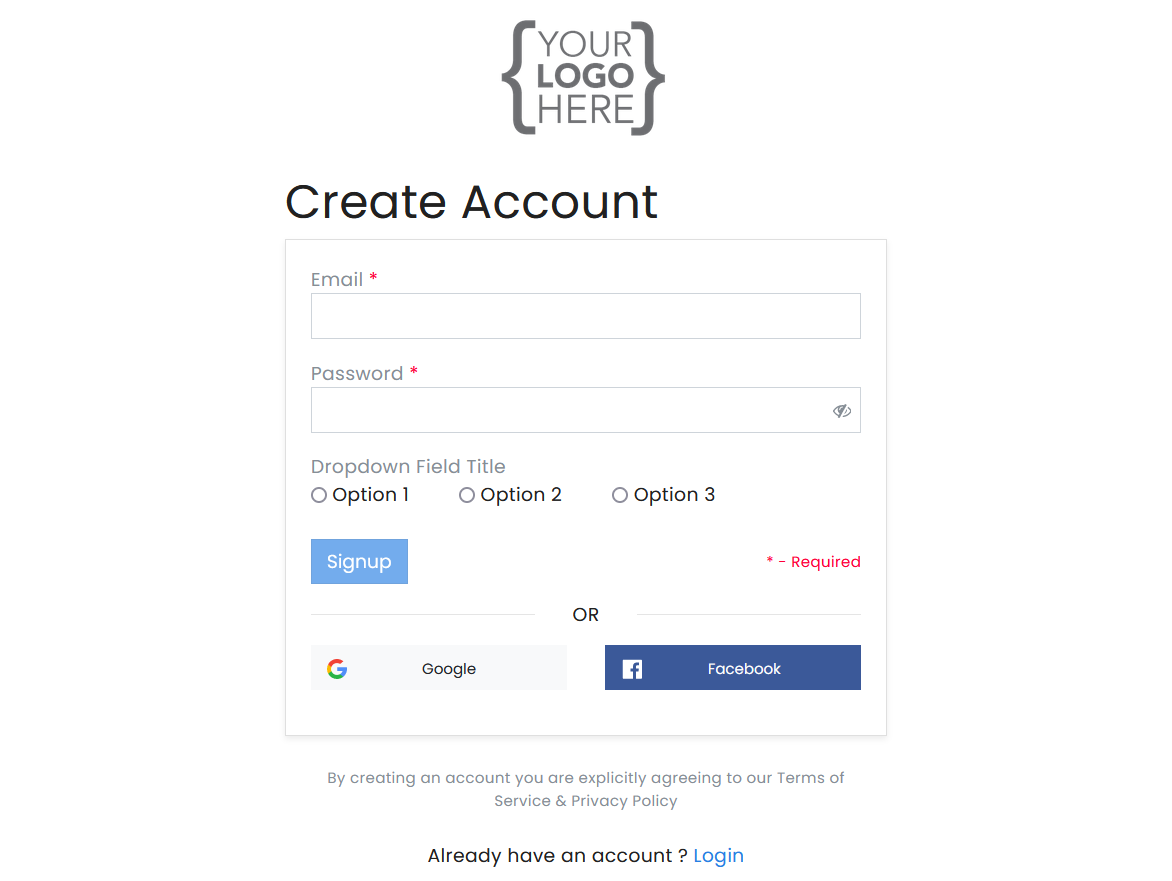 YOUR
LOGO
HERE
Create Account
Email *
Password *
Dropdown Field Title
Option 1 Option 2 Option 3
Signup * - Required
OR
Google Facebook
By creating an account you are explicitly agreeing to our Terms of
Service & Privacy Policy
Already have an account ? Login